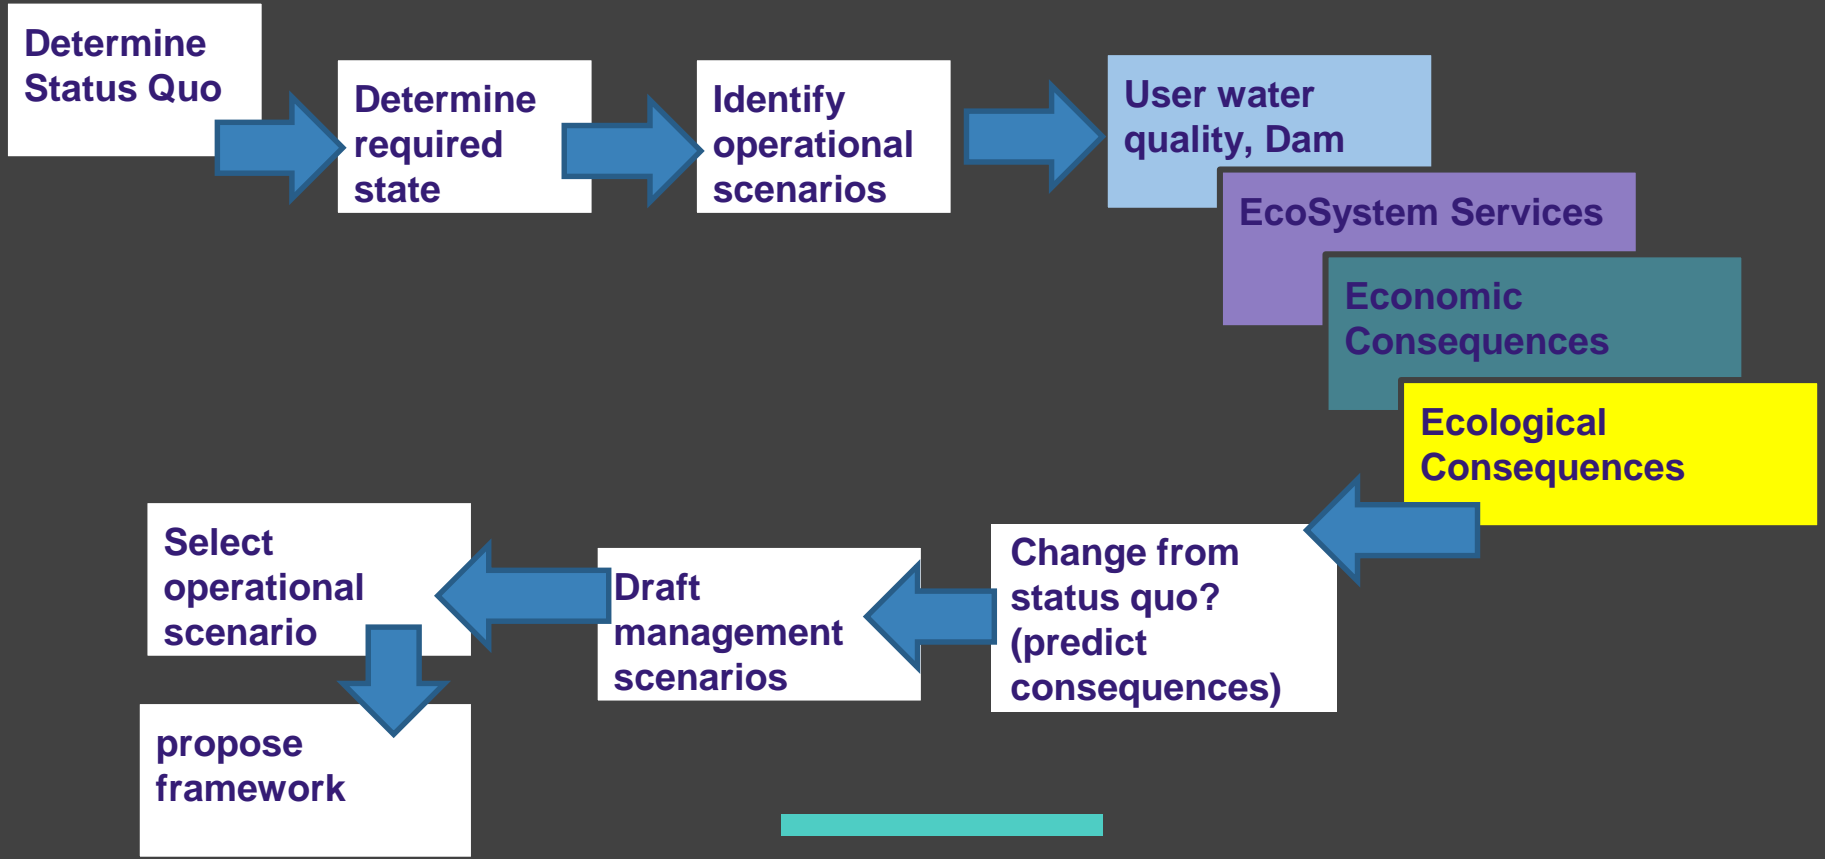 Determine
Status Quo
Determine
required
state
Identify
operational
scenarios
User water
quality, Dam
EcoSystem Services
Economic
Consequences
Ecological
Consequences
Change from
status quo?
(predict
consequences)
Draft
management
scenarios
Select
operational
scenario
propose
framework